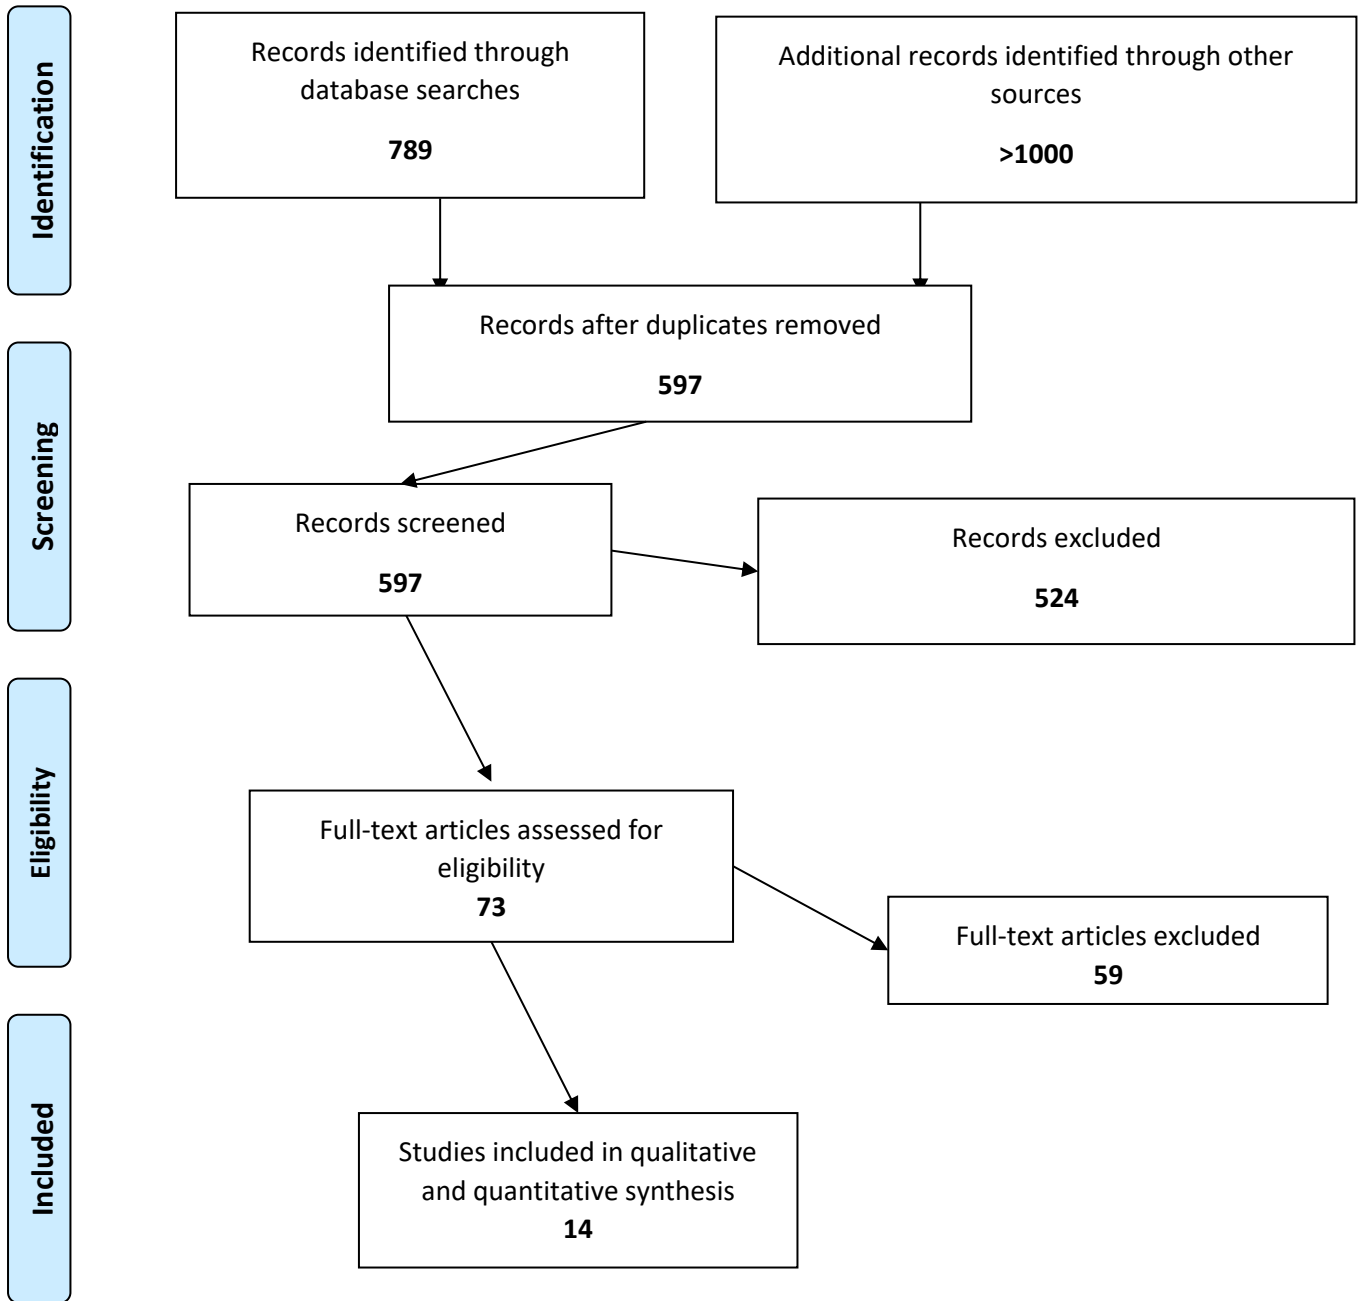 Identification
Records identified through
database searches
789
Additional records identified through other
sources
>1000
Records after duplicates removed
597
Screening
Records screened
597
Records excluded
524
Eligibility
Full-text articles assessed for
eligibility
73
Full-text articles excluded
59
Included
Studies included in qualitative
and quantitative synthesis
14